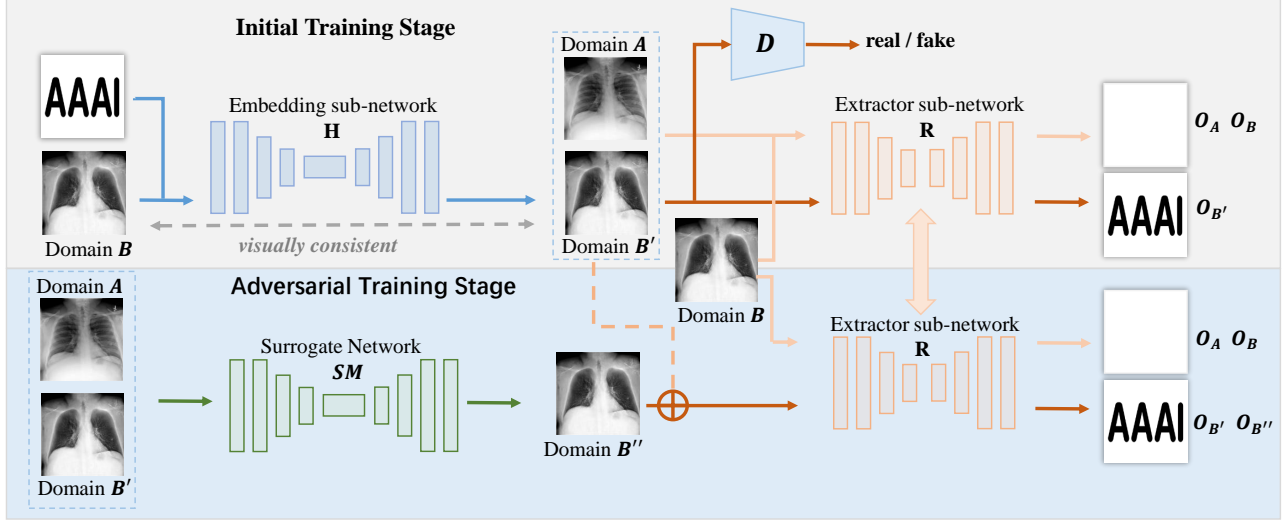 Initial Training Stage
AAAI
Domain B
Embedding sub-network
H
visually consistent
Domain A
Domain B′
D
real / fake
Domain B
Extractor sub-network
R
O_A O_B
AAAI
O_B′
Adversarial Training Stage
Domain A
Domain B′
Surrogate Network
SM
Domain B′′
Extractor sub-network
R
O_A O_B
AAAI
O_B′ O_B′′